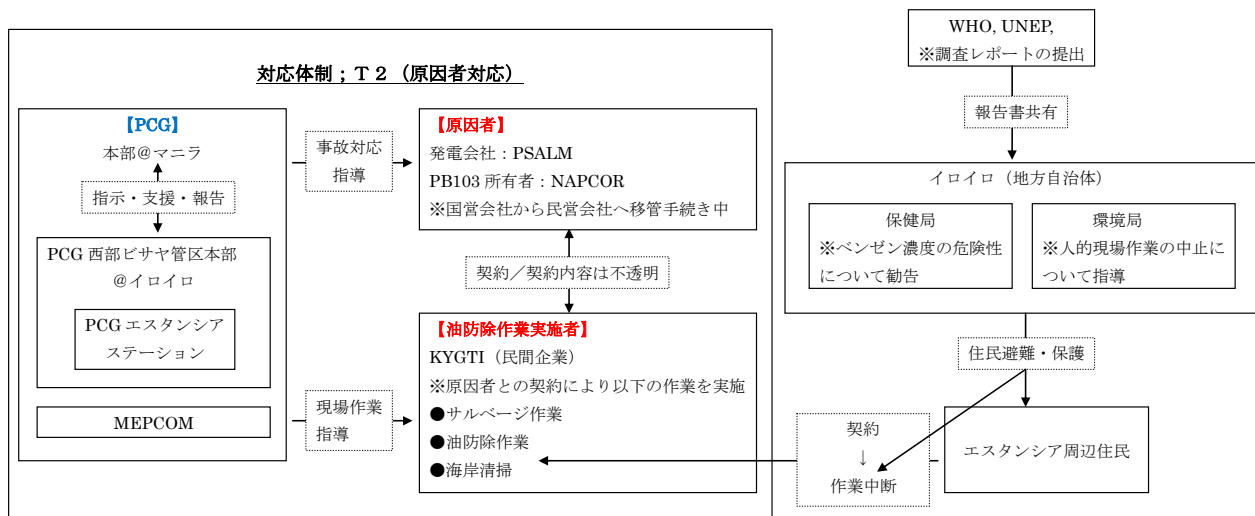 対応体制；Ｔ２（原因者対応）
【PCG】
本部＠マニラ
指示・支援・報告
PCG 西部ビサヤ管区本部
＠イロイロ
PCG エスタンシア
ステーション
MEPCOM
事故対応
指導
現場作業
指導
【原因者】
発電会社：PSALM
PB103 所有者：NAPCOR
※国営会社から民営会社へ移管手続き中
契約／契約内容は不透明
【油防除作業実施者】
KYGTI（民間企業）
※原因者との契約により以下の作業を実施
●サルベージ作業
●油防除作業
●海岸清掃
WHO, UNEP,
※調査レポートの提出
報告書共有
イロイロ（地方自治体）
保健局
※ベンゼン濃度の危険性
について勧告
環境局
※人的現場作業の中止に
ついて指導
住民避難・保護
契約
↓
作業中断
エスタンシア周辺住民